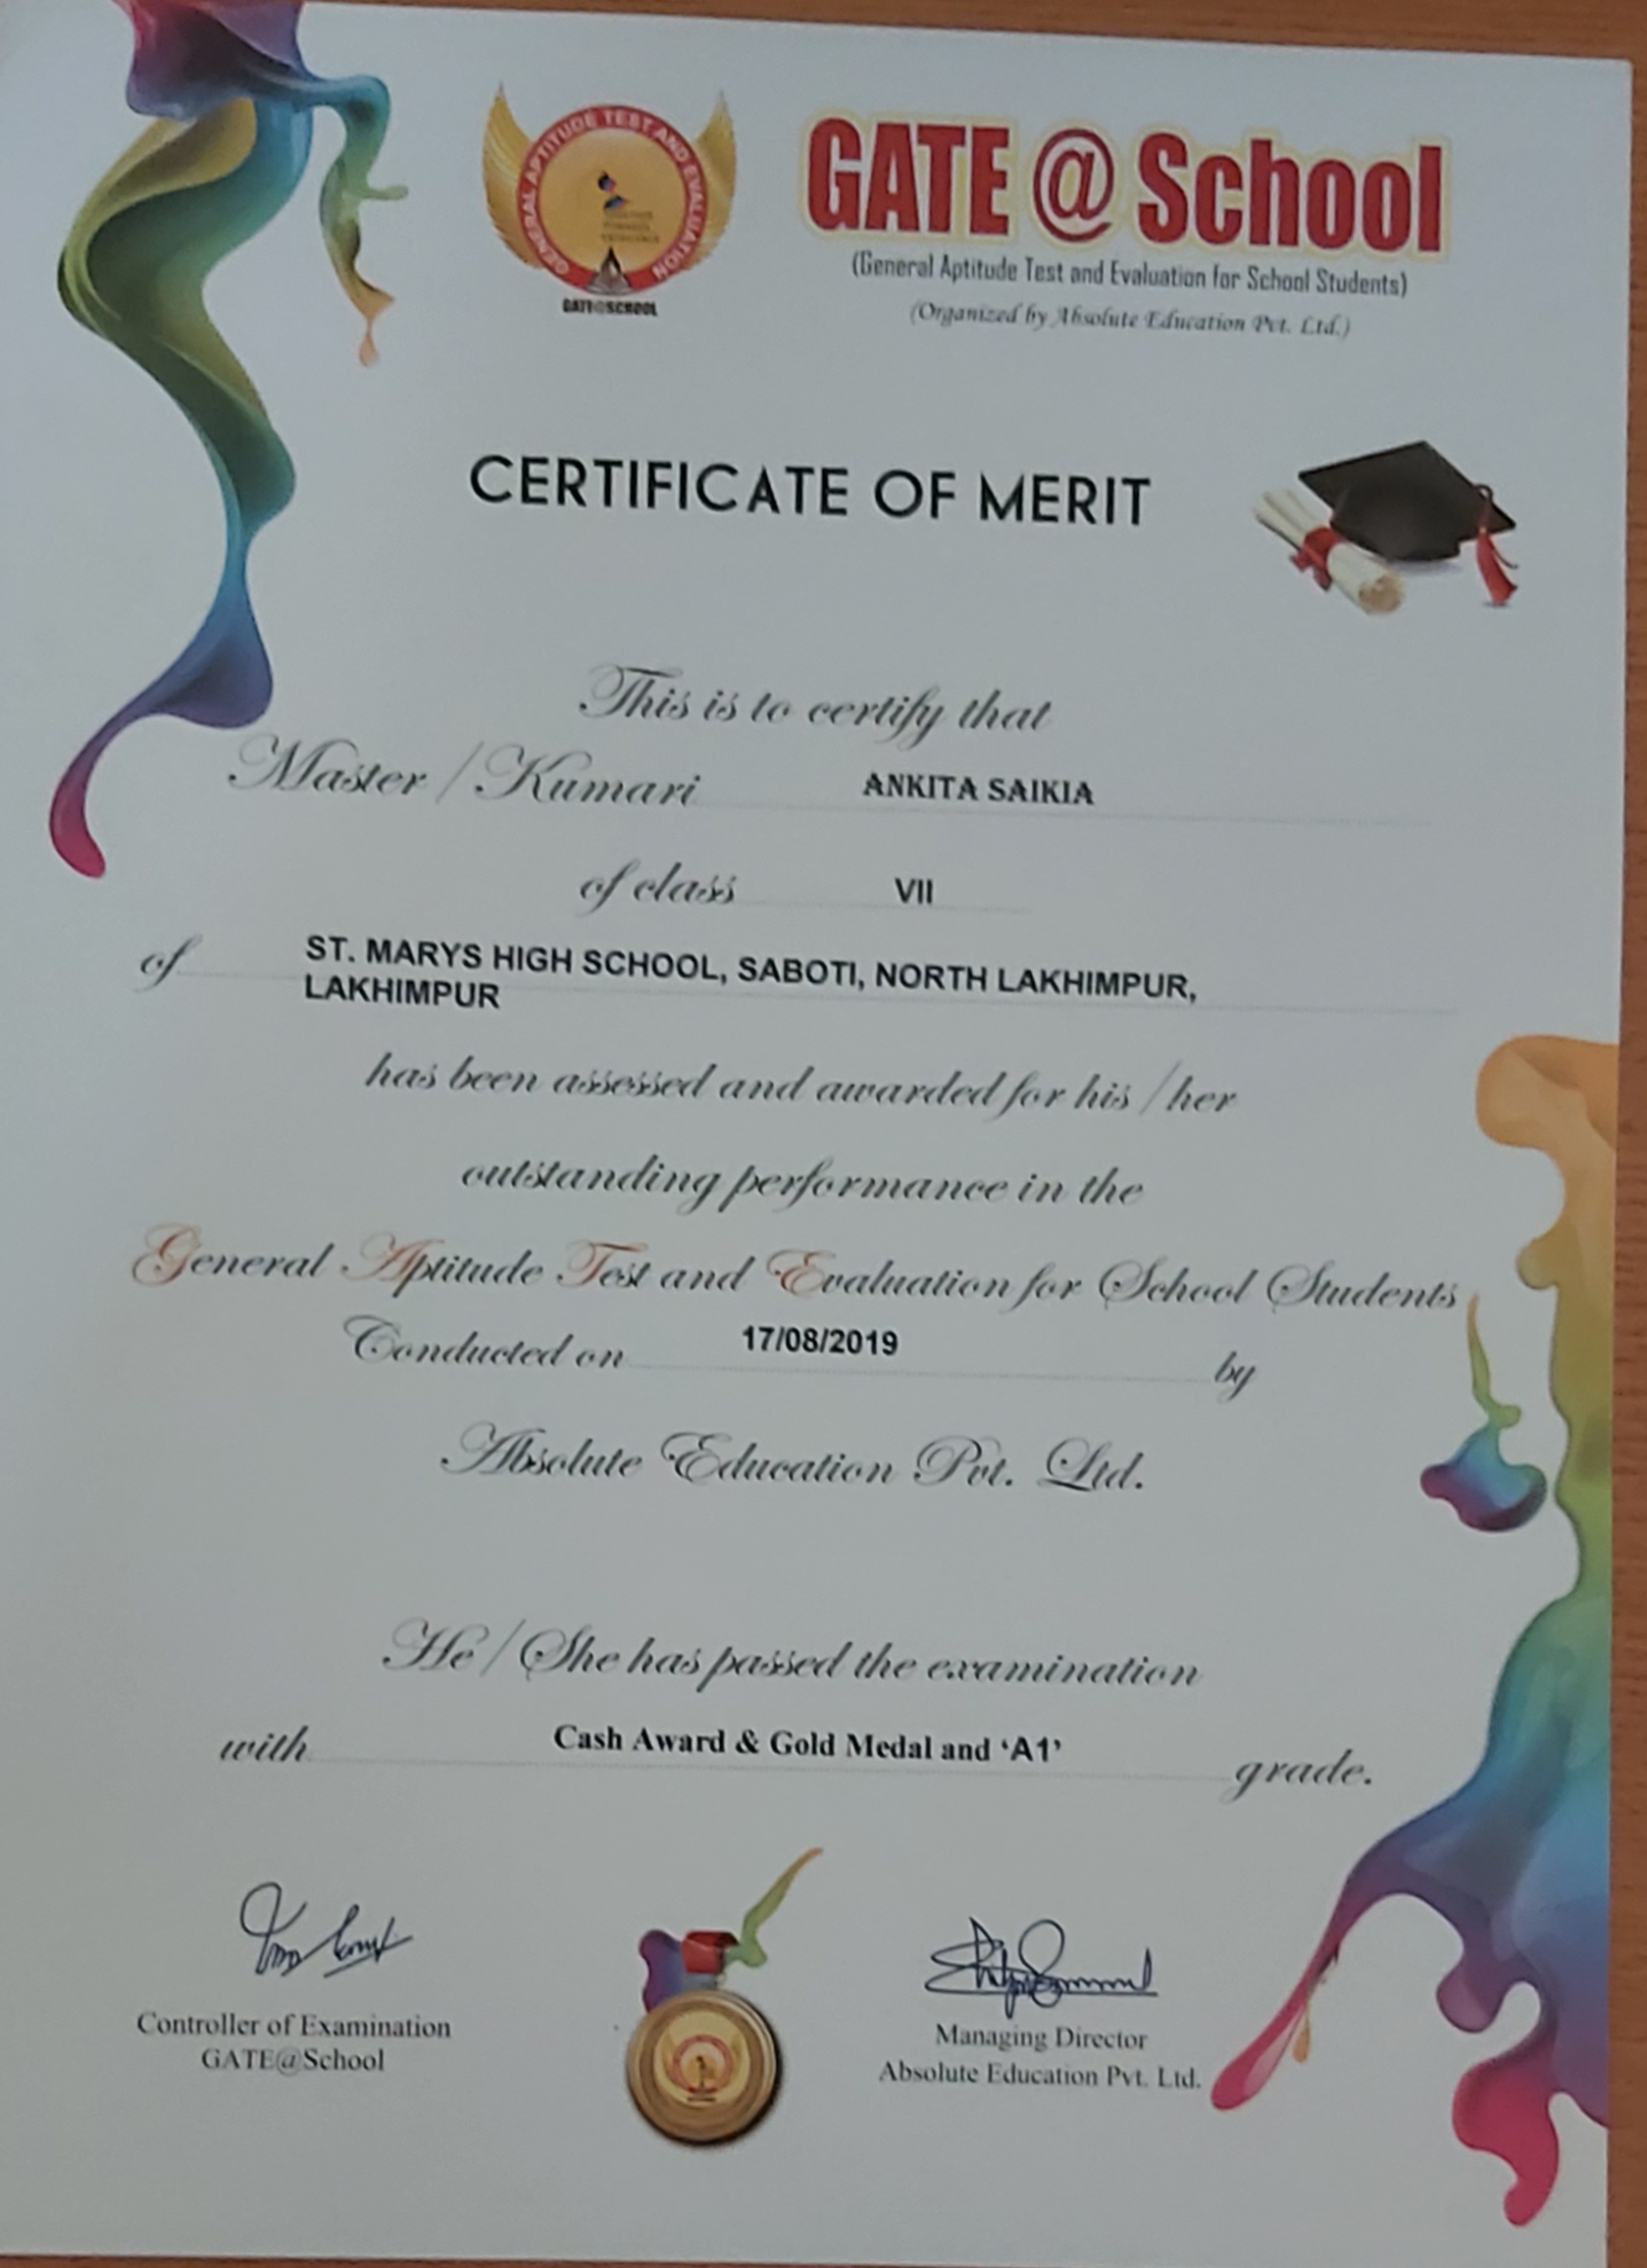 GENERAL APTITUDE TEST AND EVALUATION
GATE@SCHOOL
GATE @ School
(General Aptitude Test and Evaluation for School Students)
(Organized by Absolute Education Pvt. Ltd.)
CERTIFICATE OF MERIT
This is to certify that
Master / Kumari ANKITA SAIKIA
of class VII
of ST. MARYS HIGH SCHOOL, SABOTI, NORTH LAKHIMPUR,
LAKHIMPUR
has been assessed and awarded for his / her
outstanding performance in the
General Aptitude Test and Evaluation for School Students
Conducted on 17/08/2019 by
Absolute Education Pvt. Ltd.
He / She has passed the examination
with Cash Award & Gold Medal and ‘A1’ grade.
Controller of Examination
GATE@School
Managing Director
Absolute Education Pvt. Ltd.